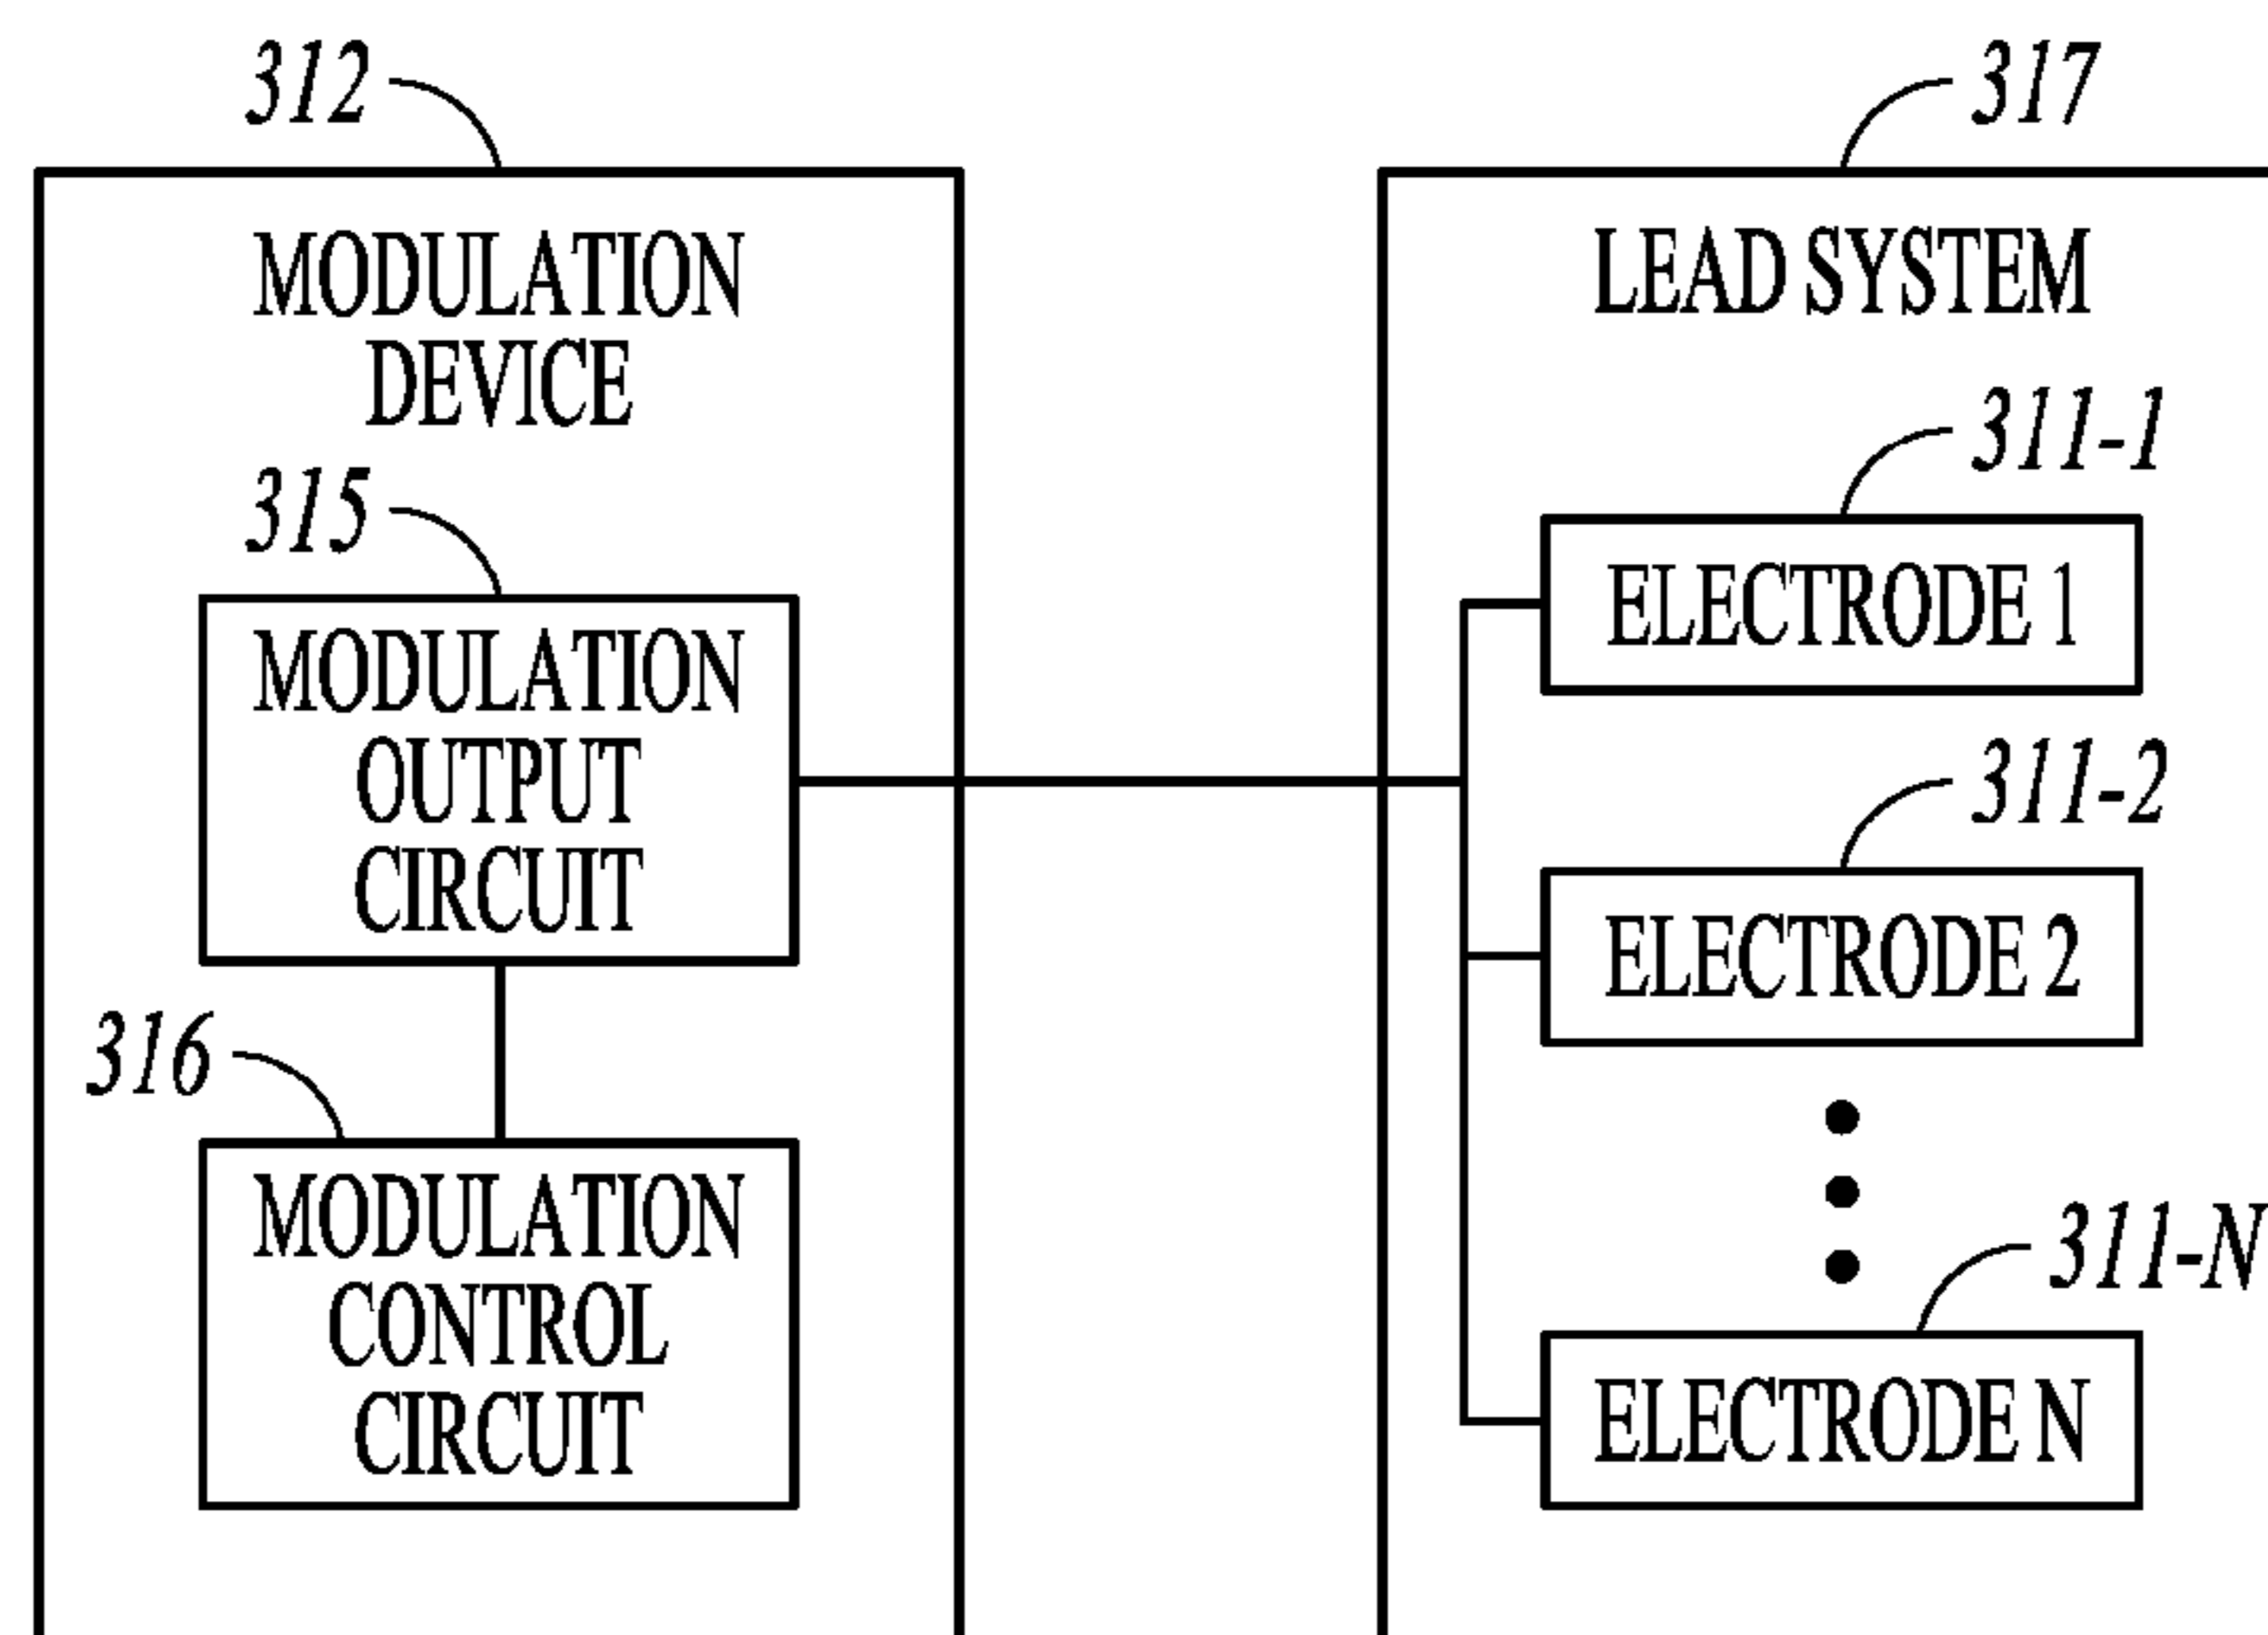 312
MODULATION
DEVICE
315
MODULATION
OUTPUT
CIRCUIT
316
MODULATION
CONTROL
CIRCUIT
317
LEAD SYSTEM
311-1
ELECTRODE 1
311-2
ELECTRODE 2
311-N
ELECTRODE N